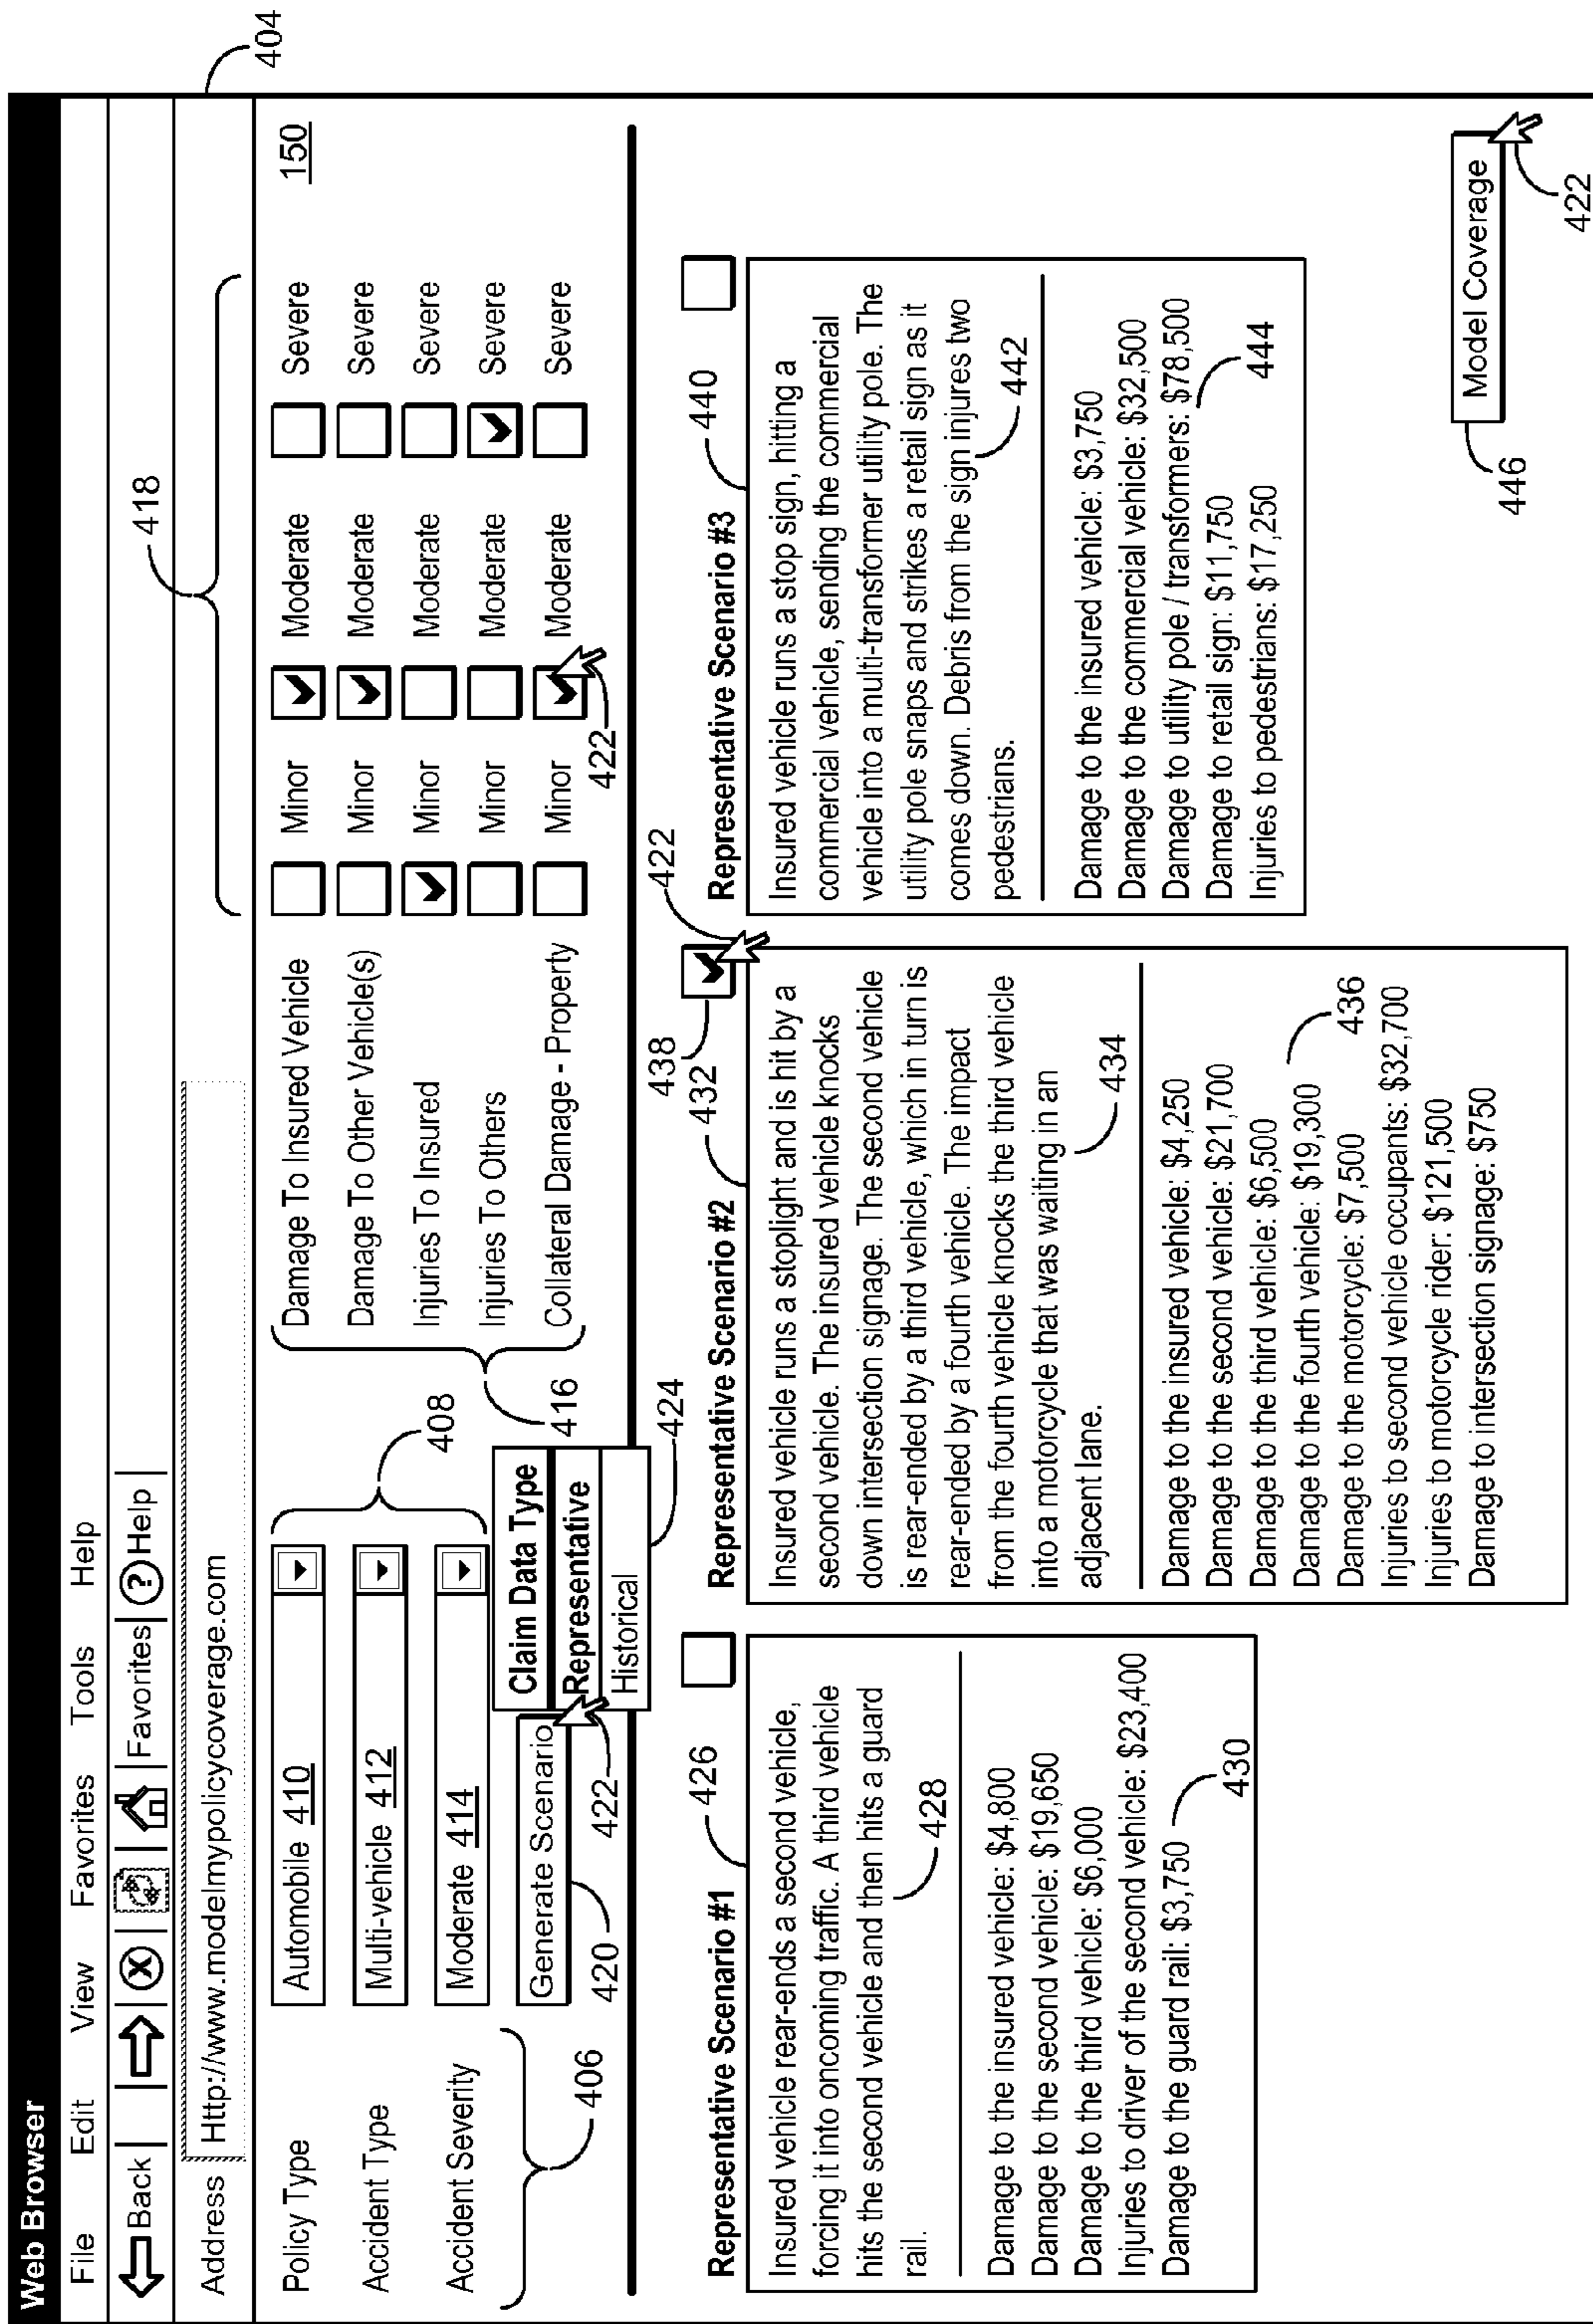 Web Browser
File Edit View Favorites Tools Help
Back Favorites ? Help
Address Http://www.modelmypolicycoverage.com
404
150
418
Policy Type Automobile 410
Accident Type Multi-vehicle 412
Accident Severity Moderate 414
406
408
Generate Scenario
420
422
Claim Data Type
Representative
Historical
424
416
Damage To Insured Vehicle Minor Moderate Severe
Damage To Other Vehicle(s) Minor Moderate Severe
Injuries To Insured Minor Moderate Severe
Injuries To Others Minor Moderate Severe
Collateral Damage - Property Minor Moderate Severe
422
Representative Scenario #1
426
Insured vehicle rear-ends a second vehicle,
forcing it into oncoming traffic. A third vehicle
hits the second vehicle and then hits a guard
rail.
428
Damage to the insured vehicle: $4,800
Damage to the second vehicle: $19,650
Damage to the third vehicle: $6,000
Injuries to driver of the second vehicle: $23,400
Damage to the guard rail: $3,750
430
438
422
Representative Scenario #2
432
Insured vehicle runs a stoplight and is hit by a
second vehicle. The insured vehicle knocks
down intersection signage. The second vehicle
is rear-ended by a third vehicle, which in turn is
rear-ended by a fourth vehicle. The impact
from the fourth vehicle knocks the third vehicle
into a motorcycle that was waiting in an
adjacent lane.
434
Damage to the insured vehicle: $4,250
Damage to the second vehicle: $21,700
Damage to the third vehicle: $6,500
Damage to the fourth vehicle: $19,300
Damage to the motorcycle: $7,500
436
Injuries to second vehicle occupants: $32,700
Injuries to motorcycle rider: $121,500
Damage to intersection signage: $750
Representative Scenario #3
440
Insured vehicle runs a stop sign, hitting a
commercial vehicle, sending the commercial
vehicle into a multi-transformer utility pole. The
utility pole snaps and strikes a retail sign as it
comes down. Debris from the sign injures two
pedestrians.
442
Damage to the insured vehicle: $3,750
Damage to the commercial vehicle: $32,500
Damage to utility pole / transformers: $78,500
Damage to retail sign: $11,750
Injuries to pedestrians: $17,250
444
Model Coverage
446
422